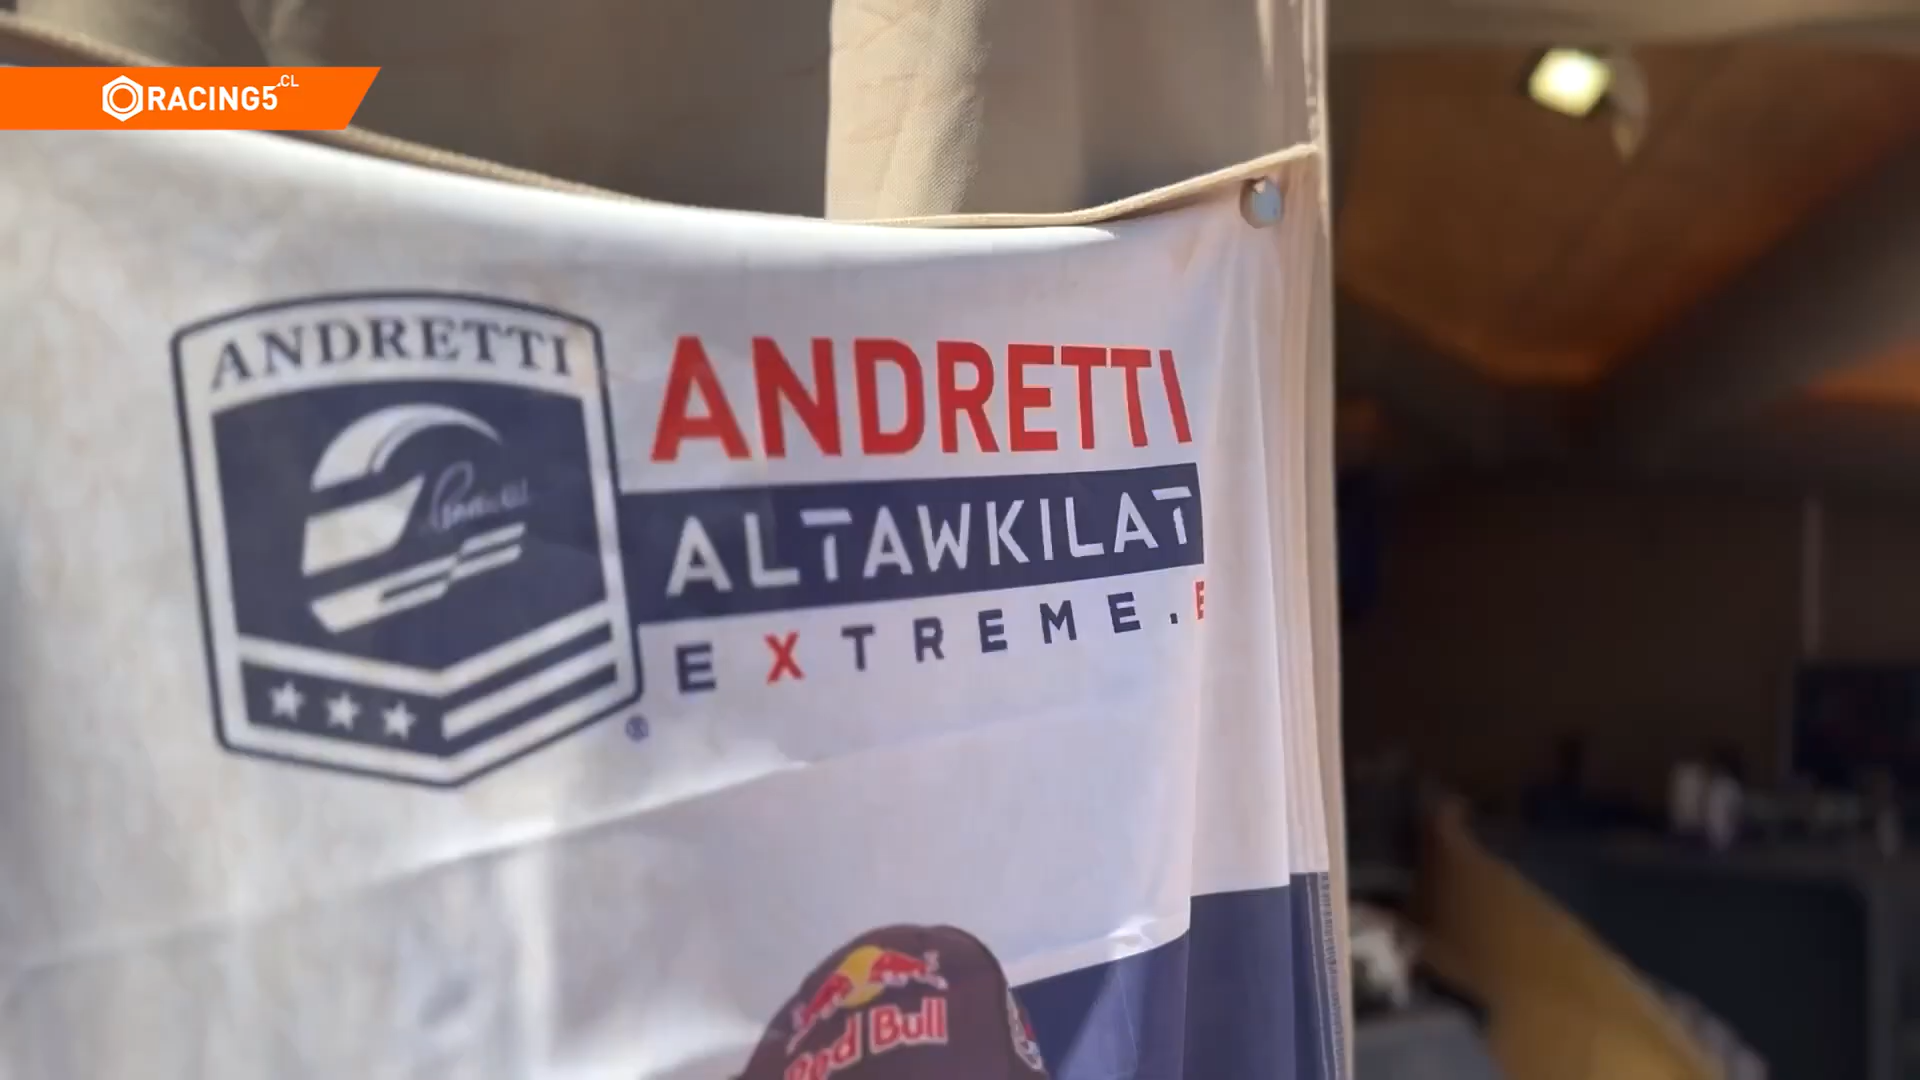 RACING5.CL
ANDRETTI
ANDRETTI
ALTAWKILAT
EXTREME.E
®
Red Bull